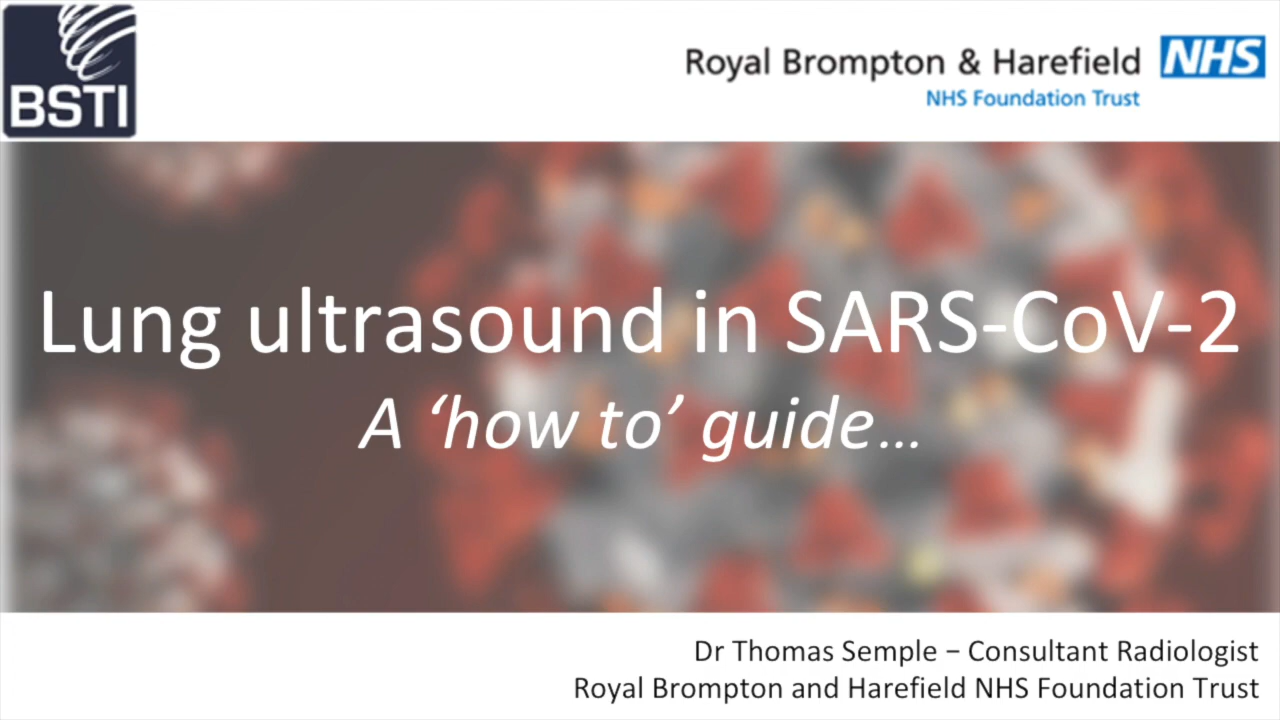 BSTI
Royal Brompton & Harefield NHS
NHS Foundation Trust
Lung ultrasound in SARS-CoV-2
A ‘how to’ guide…
Dr Thomas Semple – Consultant Radiologist
Royal Brompton and Harefield NHS Foundation Trust